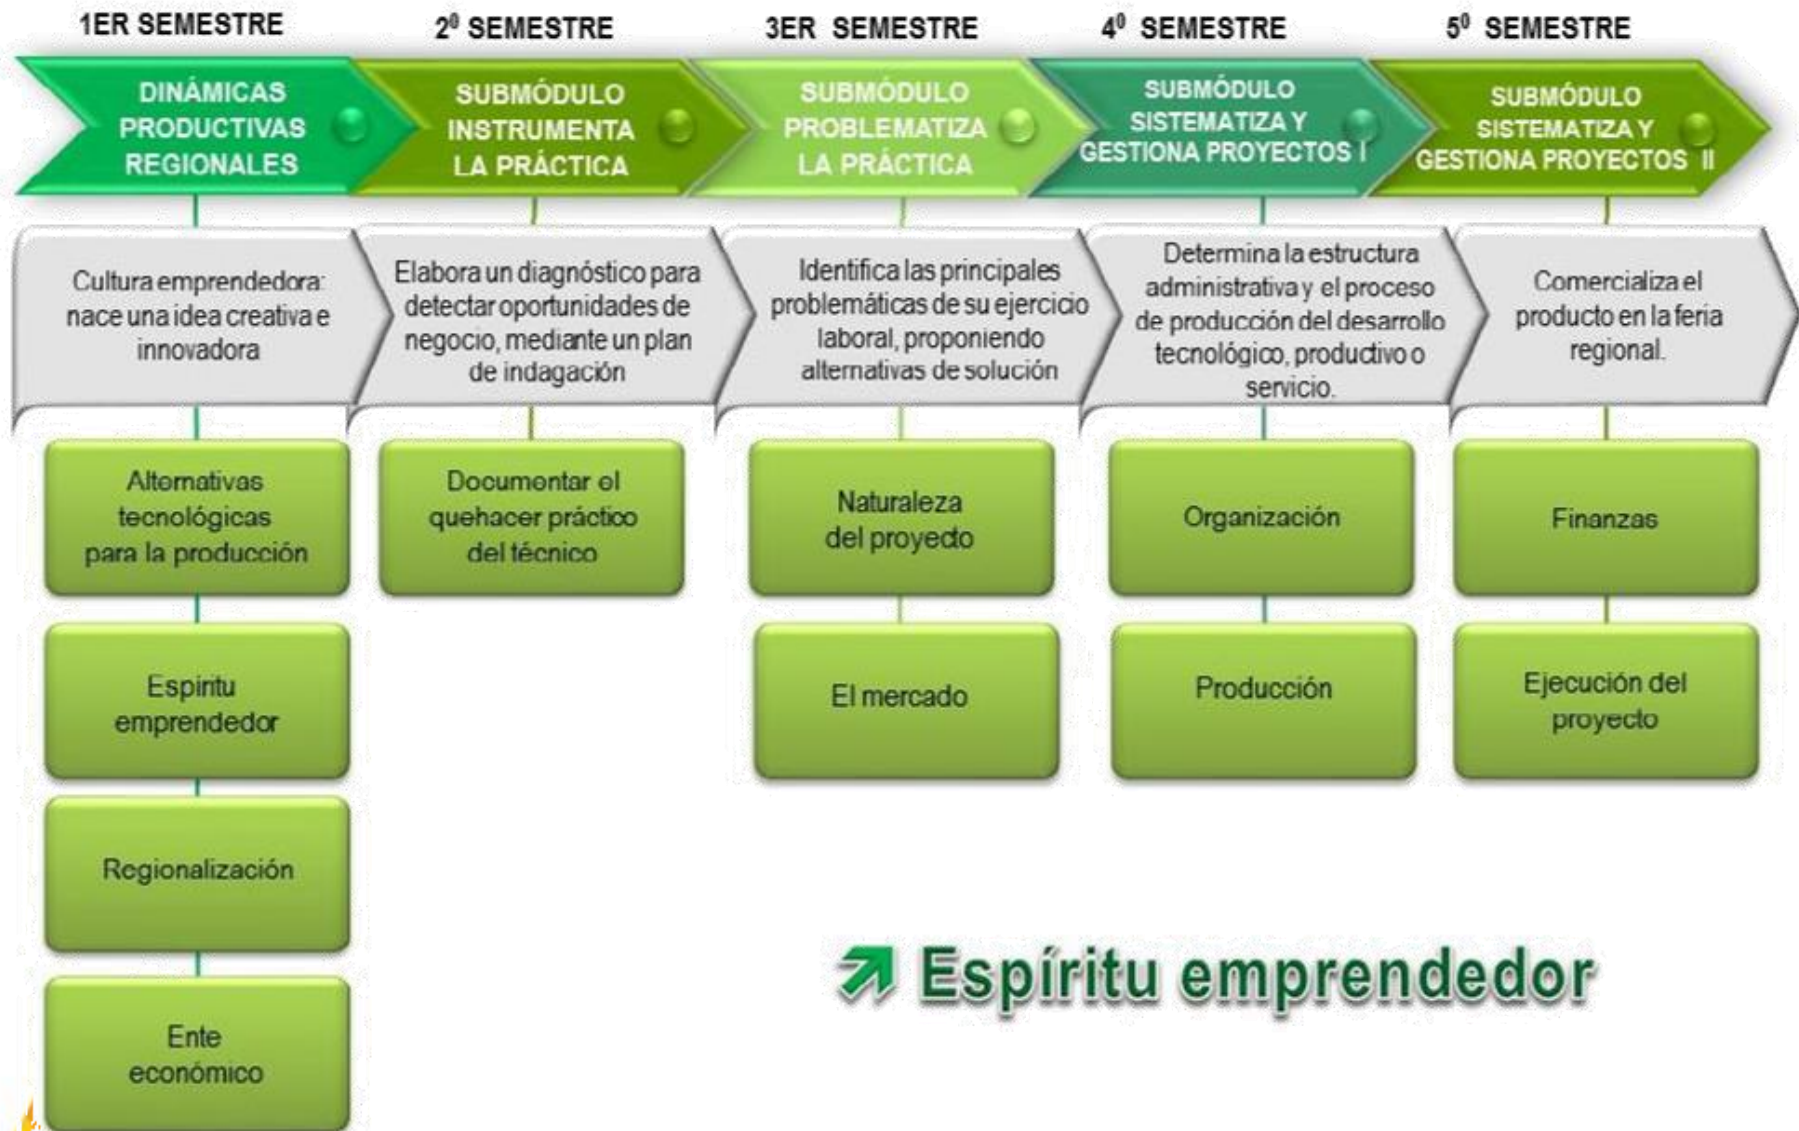 1ER SEMESTRE
2⁰ SEMESTRE
3ER SEMESTRE
4⁰ SEMESTRE
5⁰ SEMESTRE
DINÁMICAS
PRODUCTIVAS
REGIONALES
SUBMÓDULO
INSTRUMENTA
LA PRÁCTICA
SUBMÓDULO
PROBLEMATIZA
LA PRÁCTICA
SUBMÓDULO
SISTEMATIZA Y
GESTIONA PROYECTOS I
SUBMÓDULO
SISTEMATIZA Y
GESTIONA PROYECTOS II
Cultura emprendedora:
nace una idea creativa e
innovadora
Elabora un diagnóstico para
detectar oportunidades de
negocio, mediante un plan
de indagación
Identifica las principales
problemáticas de su ejercicio
laboral, proponiendo
alternativas de solución
Determina la estructura
administrativa y el proceso
de producción del desarrollo
tecnológico, productivo o
servicio.
Comercializa el
producto en la feria
regional.
Alternativas
tecnológicas
para la producción
Documentar el
quehacer práctico
del técnico
Naturaleza
del proyecto
Organización
Finanzas
Espiritu
emprendedor
El mercado
Producción
Ejecución del
proyecto
Regionalización
Ente
económico
Espíritu emprendedor